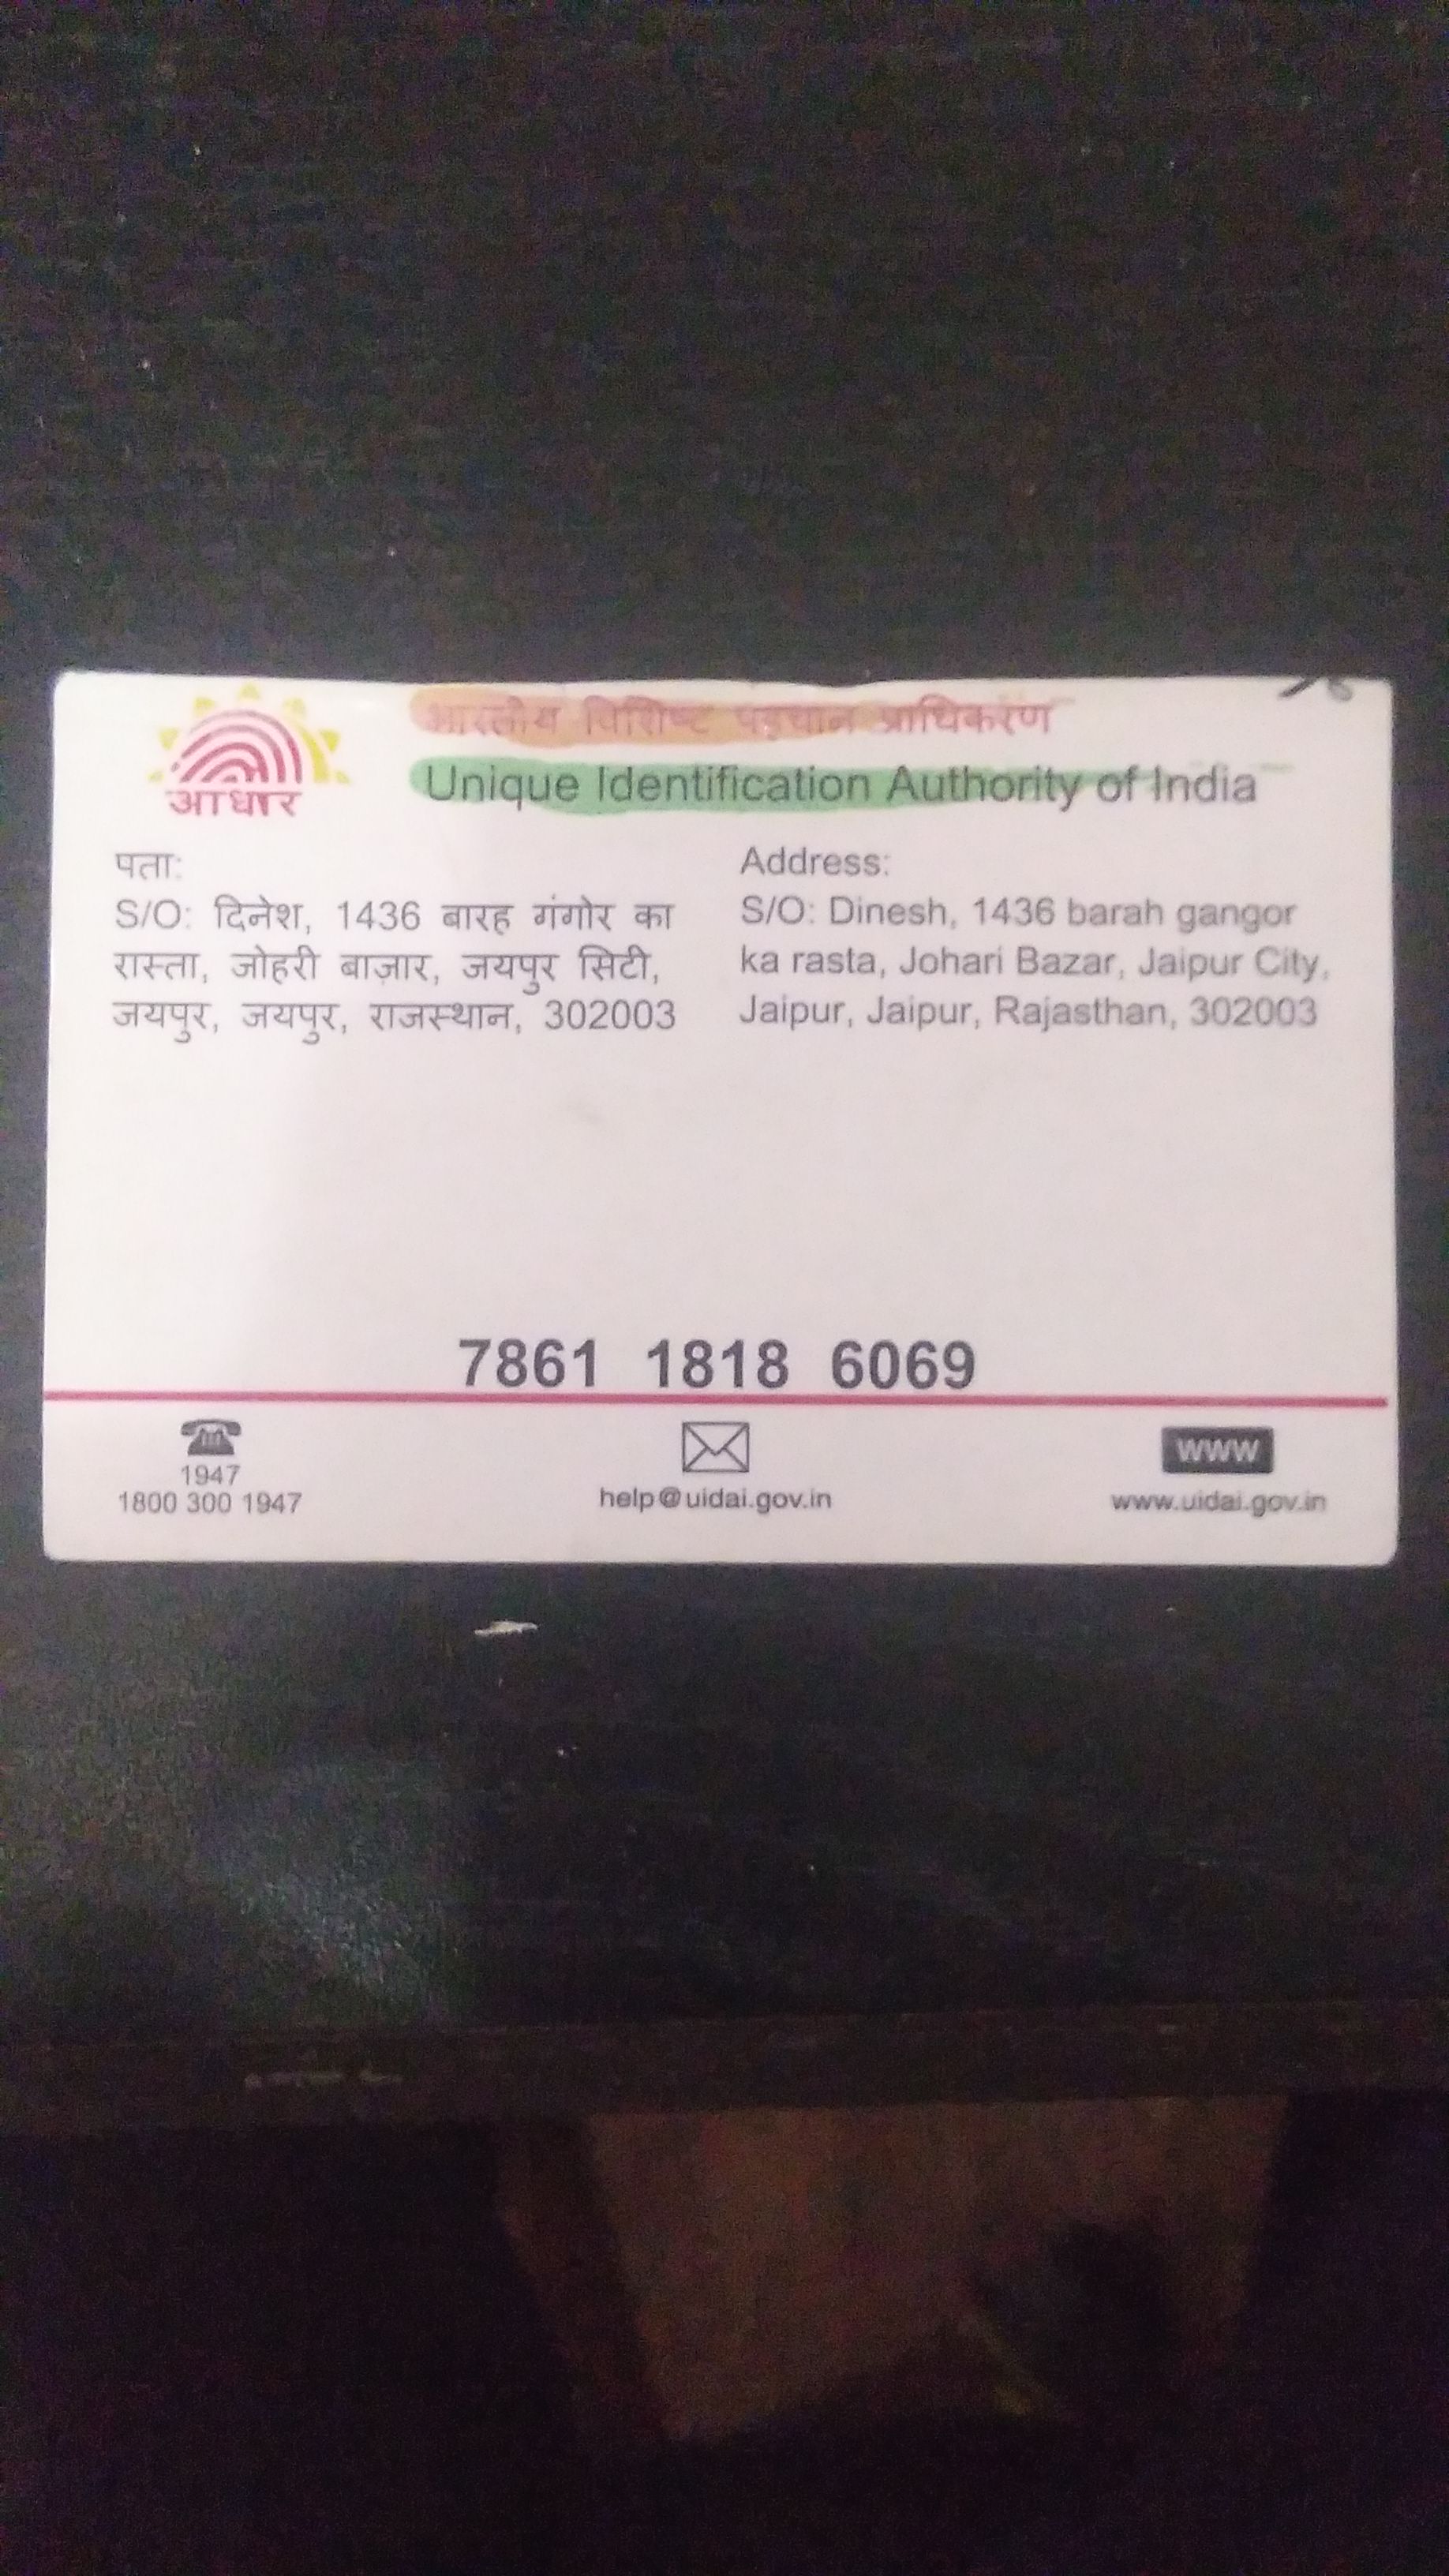 भारतीय विशिष्ट पहचान प्राधिकरण
Unique Identification Authority of India
आधार
पता:
S/O: दिनेश, 1436 बारह गंगोर का
रास्ता, जोहरी बाज़ार, जयपुर सिटी,
जयपुर, जयपुर, राजस्थान, 302003
Address:
S/O: Dinesh, 1436 barah gangor
ka rasta, Johari Bazar, Jaipur City,
Jaipur, Jaipur, Rajasthan, 302003
7861 1818 6069
1947
1800 300 1947
help@uidai.gov.in
www
www.uidai.gov.in